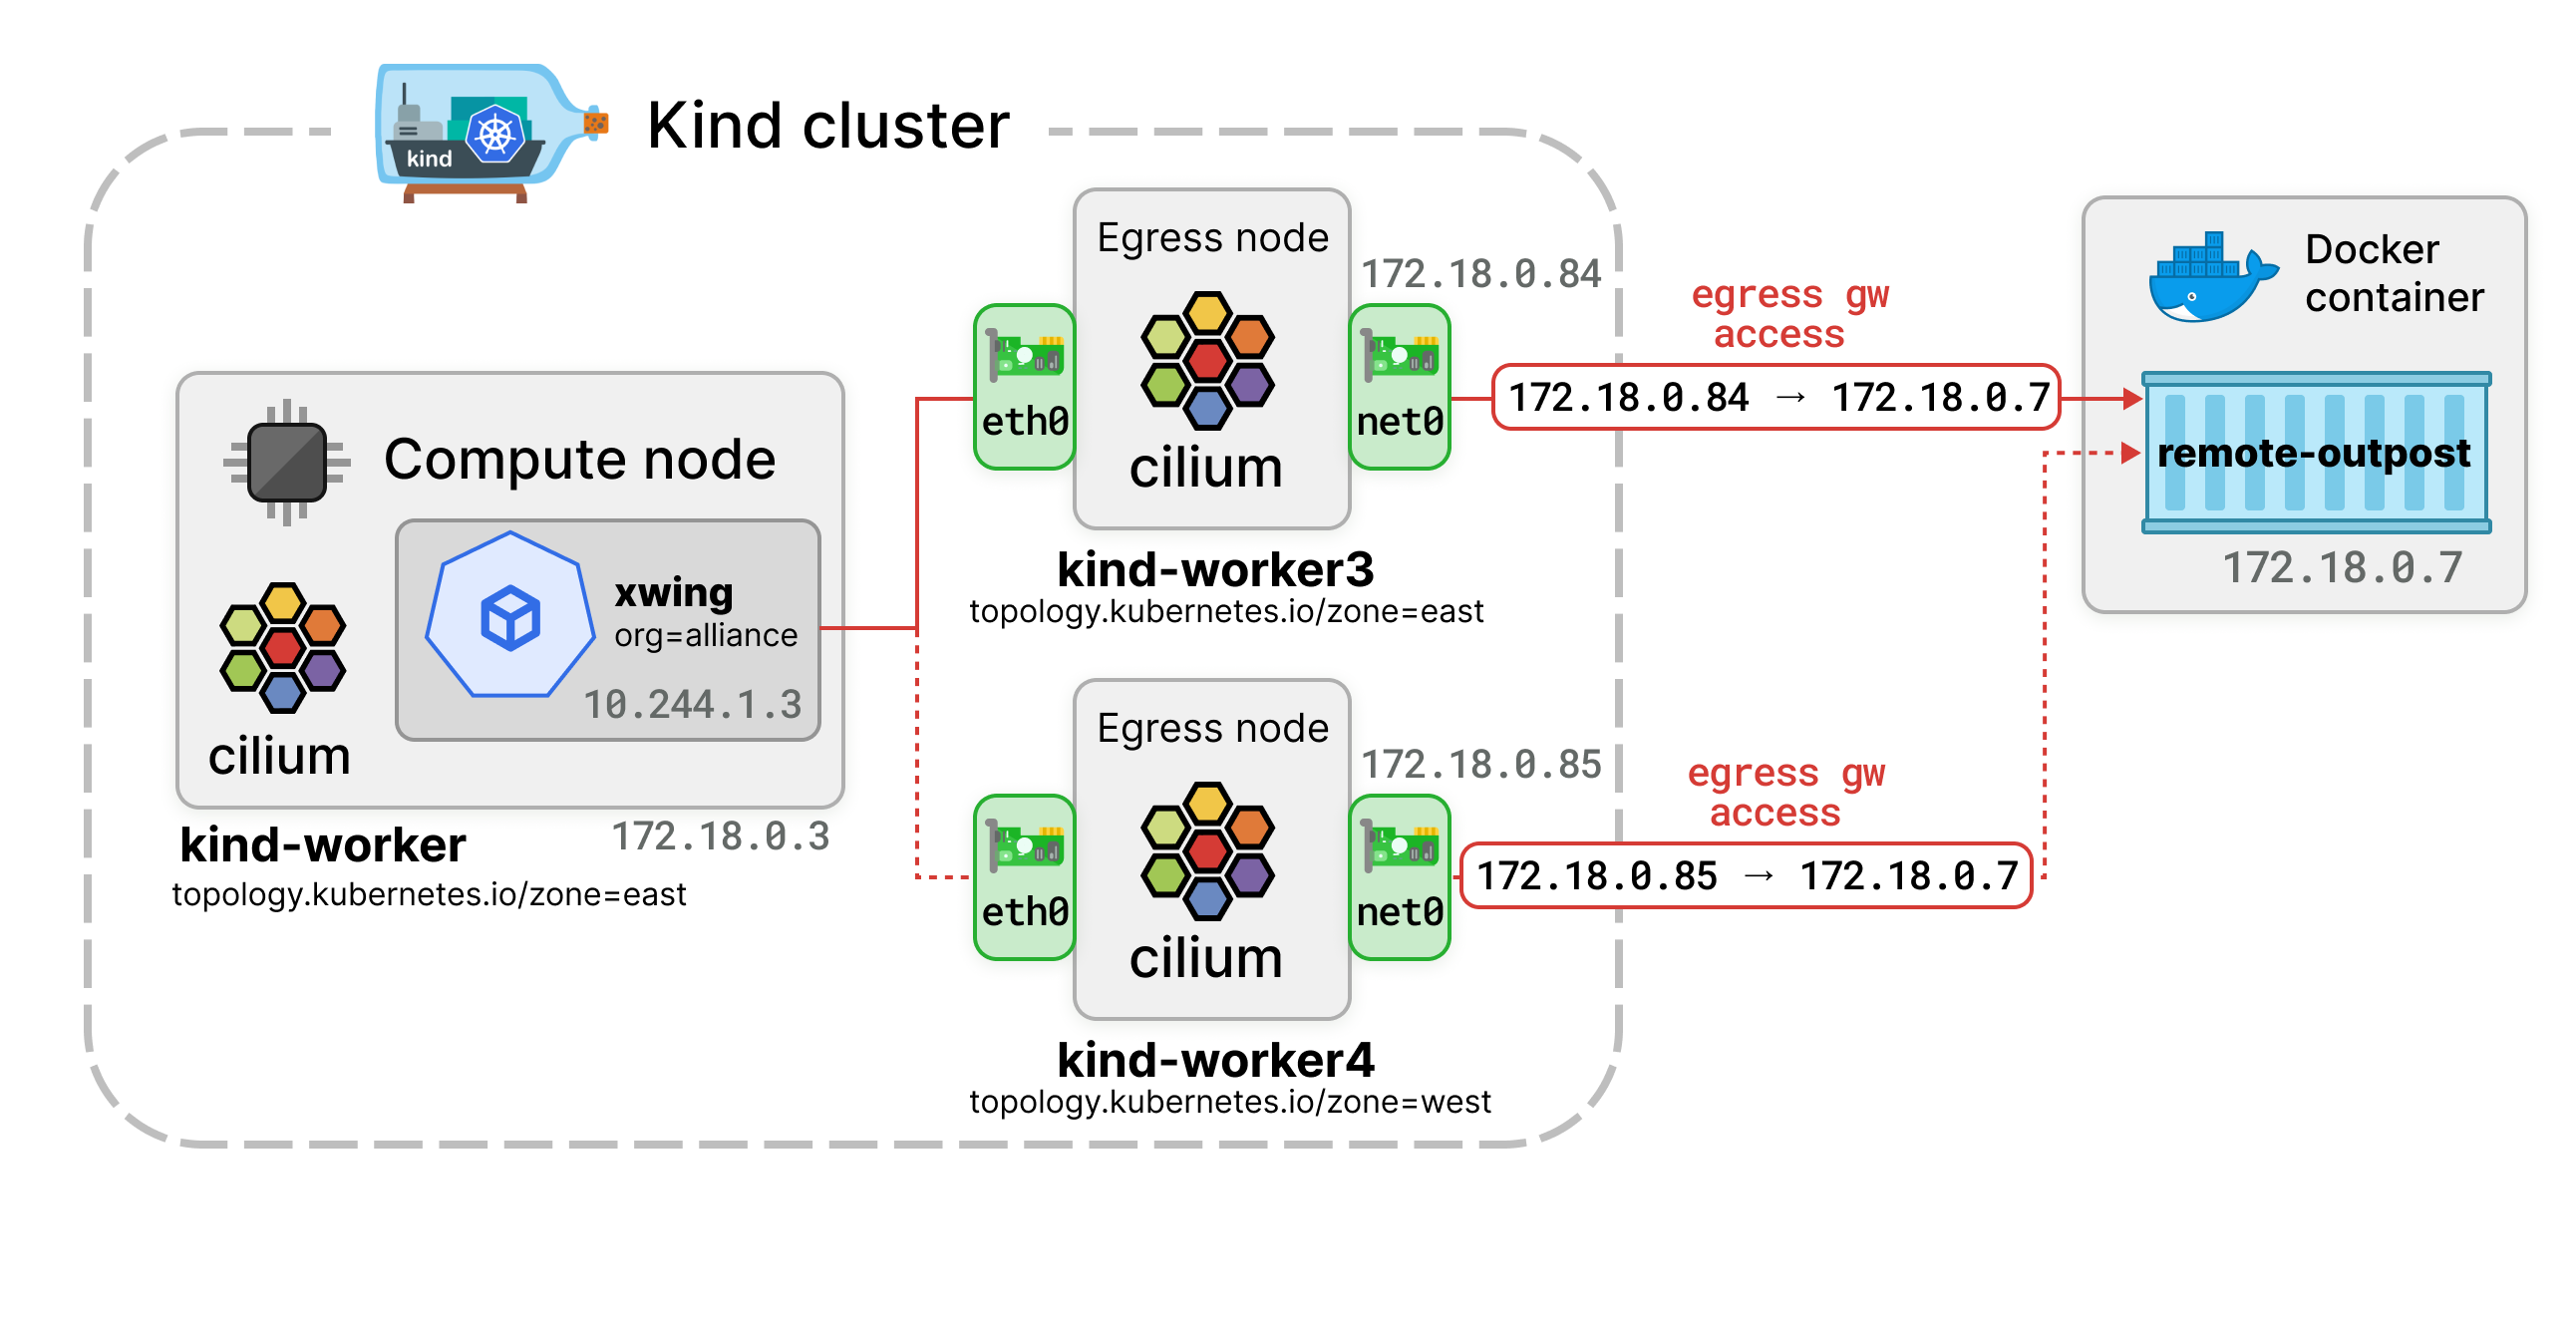 Kind cluster
kind
Compute node
xwing
org=alliance
10.244.1.3
cilium
kind-worker
172.18.0.3
topology.kubernetes.io/zone=east
Egress node
172.18.0.84
eth0
net0
cilium
kind-worker3
topology.kubernetes.io/zone=east
egress gw
access
172.18.0.84 → 172.18.0.7
Egress node
172.18.0.85
eth0
net0
cilium
kind-worker4
topology.kubernetes.io/zone=west
egress gw
access
172.18.0.85 → 172.18.0.7
Docker
container
remote-outpost
172.18.0.7